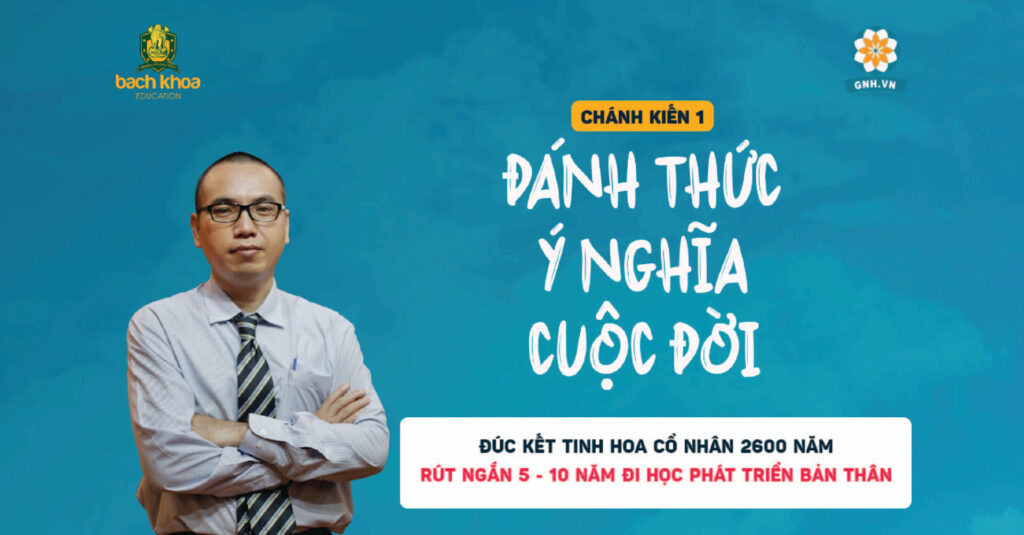 bach khoa
EDUCATION
GNH.VN
CHÁNH KIẾN 1
ĐÁNH THỨC
Ý NGHĨA
CUỘC ĐỜI
ĐÚC KẾT TINH HOA CỔ NHÂN 2600 NĂM
RÚT NGẮN 5 - 10 NĂM ĐI HỌC PHÁT TRIỂN BẢN THÂN